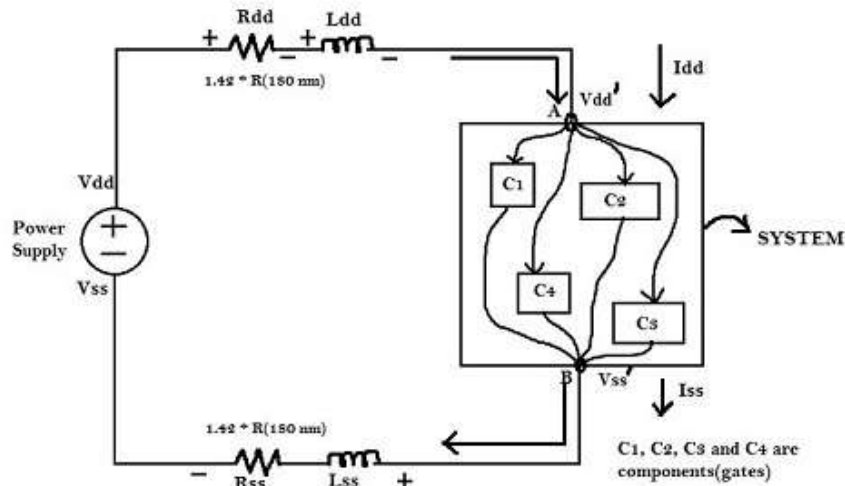 Rdd Ldd
+ - + -
1.42 * R(180 nm)
Idd
A Vdd'
C1
C2
Vdd
+
-
Power
Supply
SYSTEM
Vss
C4
C3
B Vss'
Iss
1.42 * R(180 nm)
- +
Rss Lss
C1, C2, C3 and C4 are
components(gates)